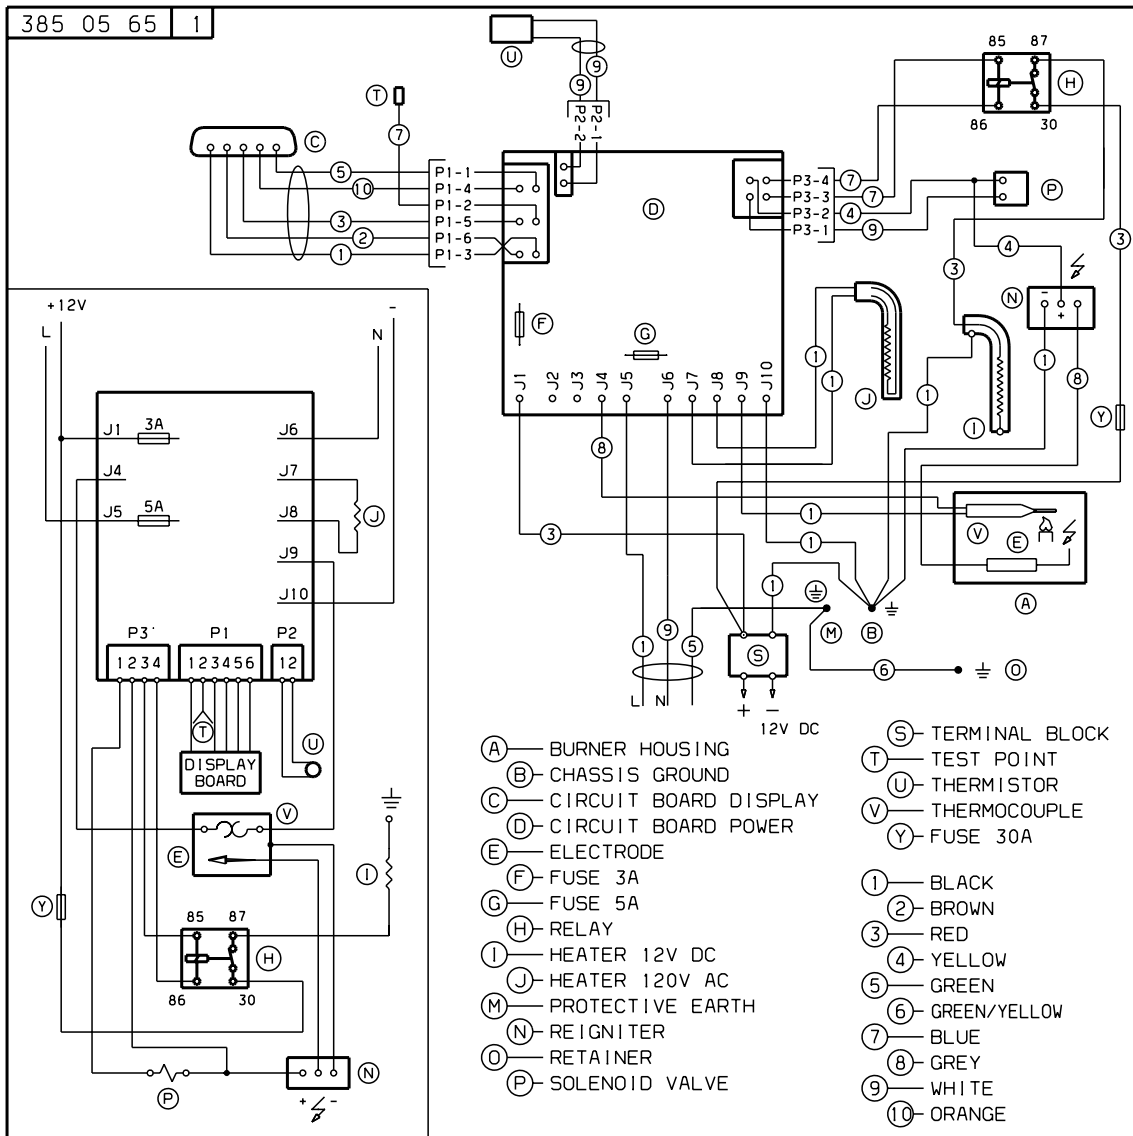 385 05 65 1
U
9
9
P2-2
P2-1
T
7
C
5
10
3
2
1
P1-1
P1-4
P1-2
P1-5
P1-6
P1-3
D
F
G
J1
J2
J3
J4
J5
J6
J7
J8
J9
J10
P3-4
P3-3
P3-2
P3-1
7
7
4
9
85 87
86 30
H
P
3
4
3
N
-
+
1
8
1
1
J
1
I
Y
8
3
1
1
V
E
A
1
M
B
S
6
O
1
9
5
L N
+ -
12V DC
+12V
L
N
-
J1 3A
J4
J5 5A
J6
J7
J8
J9
J10
J
P3 P1 P2
1234 123456 12
T
U
DISPLAY
BOARD
V
E
I
Y
85 87
H
86 30
P
N
+ -
A BURNER HOUSING
B CHASSIS GROUND
C CIRCUIT BOARD DISPLAY
D CIRCUIT BOARD POWER
E ELECTRODE
F FUSE 3A
G FUSE 5A
H RELAY
I HEATER 12V DC
J HEATER 120V AC
M PROTECTIVE EARTH
N REIGNITER
O RETAINER
P SOLENOID VALVE
S TERMINAL BLOCK
T TEST POINT
U THERMISTOR
V THERMOCOUPLE
Y FUSE 30A
1 BLACK
2 BROWN
3 RED
4 YELLOW
5 GREEN
6 GREEN/YELLOW
7 BLUE
8 GREY
9 WHITE
10 ORANGE